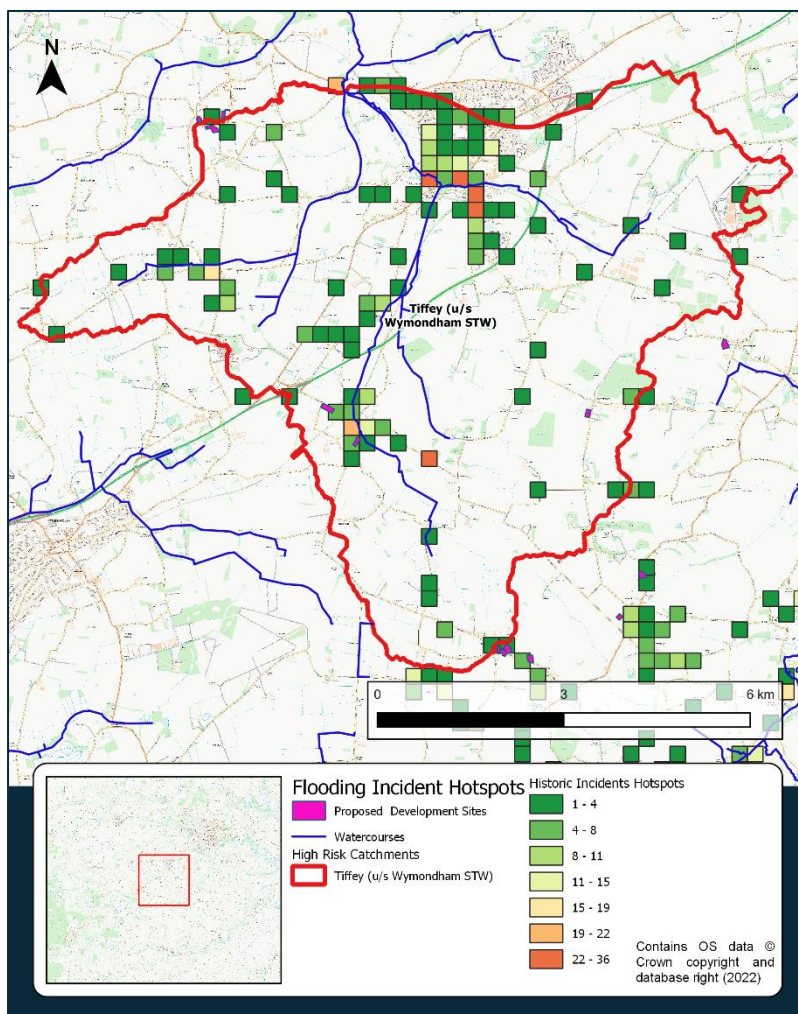 N
Tiffey (u/s
Wymondham STW)
0
3
6 km
Flooding Incident Hotspots
Proposed Development Sites
Watercourses
High Risk Catchments
Tiffey (u/s Wymondham STW)
Historic Incidents Hotspots
1 - 4
4 - 8
8 - 11
11 - 15
15 - 19
19 - 22
22 - 36
Contains OS data ©
Crown copyright and
database right (2022)